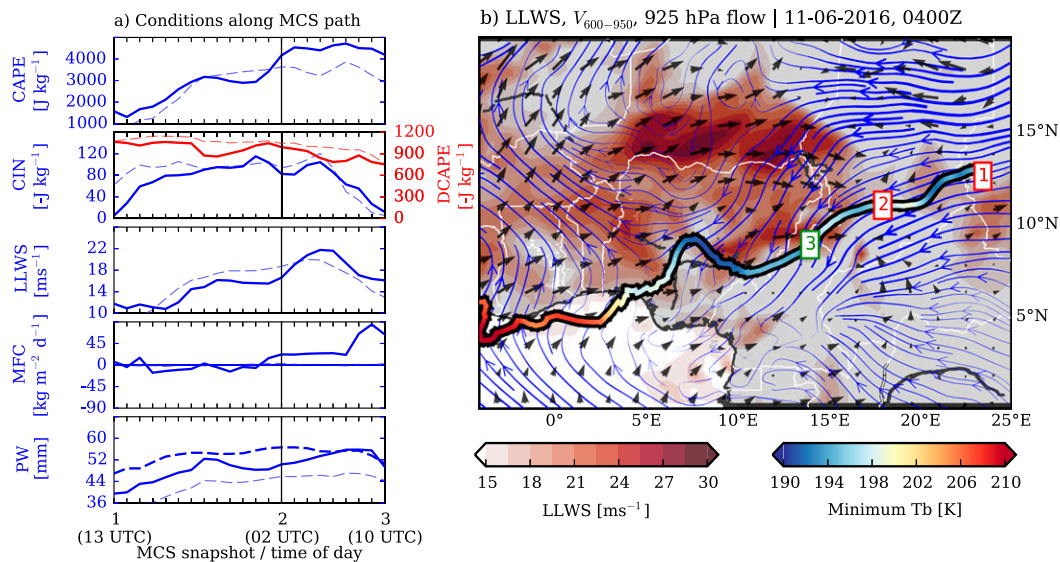 a) Conditions along MCS path
CAPE
[J kg⁻¹]
4000
3000
2000
1000
CIN
[-J kg⁻¹]
120
80
40
0
1200
900
600
300
0
DCAPE
[-J kg⁻¹]
LLWS
[ms⁻¹]
22
18
14
10
MFC
[kg m⁻² d⁻¹]
45
0
-45
-90
PW
[mm]
60
52
44
36
1 2 3
(13 UTC) (02 UTC) (10 UTC)
MCS snapshot / time of day
b) LLWS, V₆₀₀₋₉₅₀, 925 hPa flow | 11-06-2016, 0400Z
1
2
3
15°N
10°N
5°N
0° 5°E 10°E 15°E 20°E 25°E
15 18 21 24 27 30
LLWS [ms⁻¹]
190 194 198 202 206 210
Minimum Tb [K]